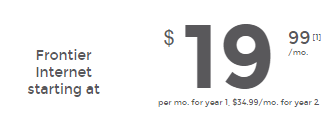 Frontier
Internet
starting at
$19 99 [1]
/mo.
per mo. for year 1, $34.99/mo. for year 2